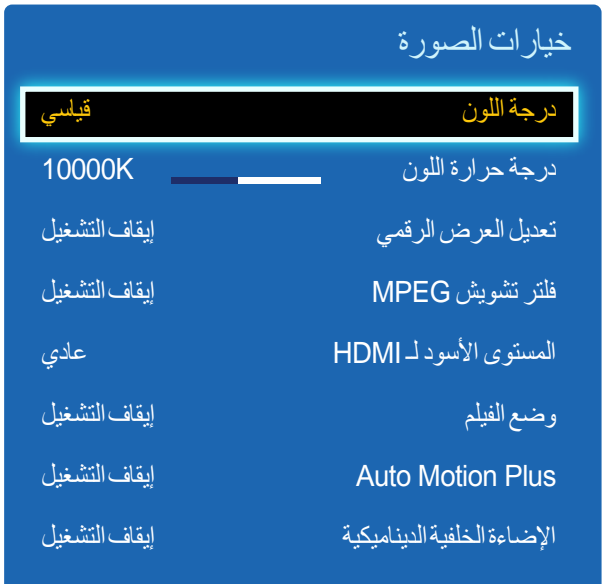 خيارات الصورة
درجة اللون قياسي
درجة حرارة اللون 10000K
تعديل العرض الرقمي إيقاف التشغيل
فلتر تشويش MPEG إيقاف التشغيل
المستوى الأسود لـ HDMI عادي
وضع الفيلم إيقاف التشغيل
Auto Motion Plus إيقاف التشغيل
الإضاءة الخلفية الديناميكية إيقاف التشغيل